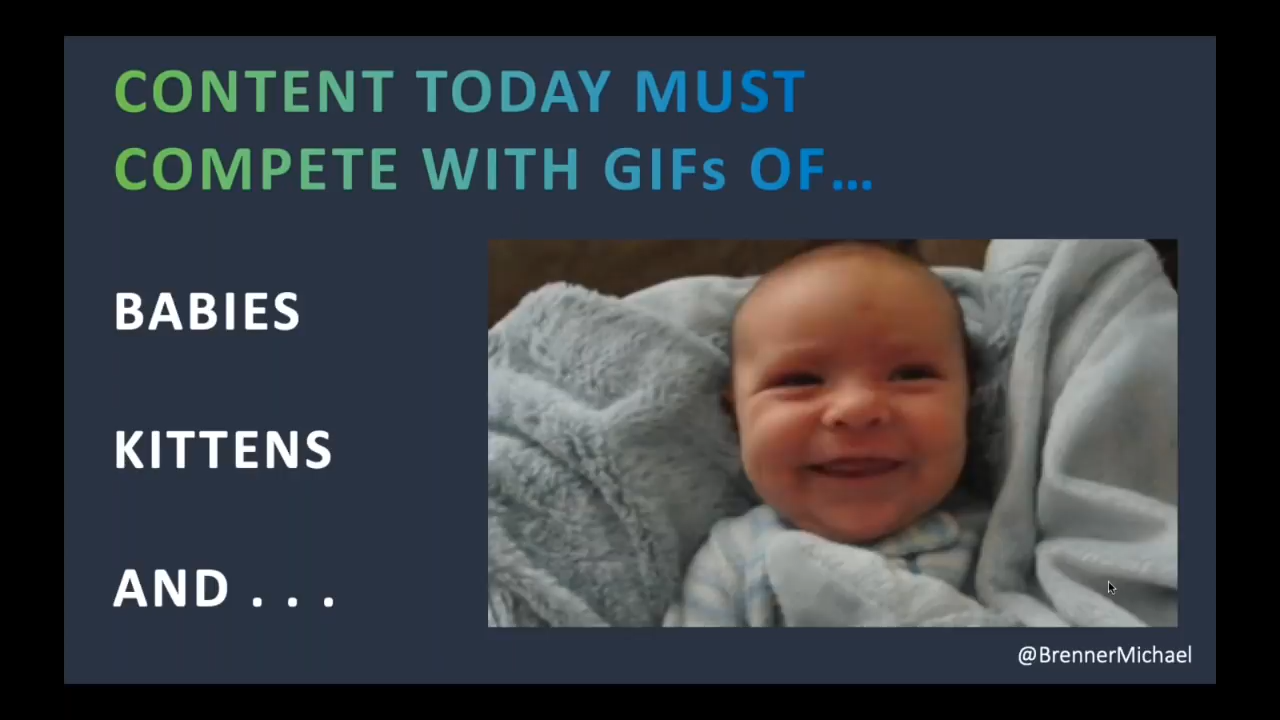 CONTENT TODAY MUST
COMPETE WITH GIFs OF...
BABIES
KITTENS
AND . . .
@BrennerMichael